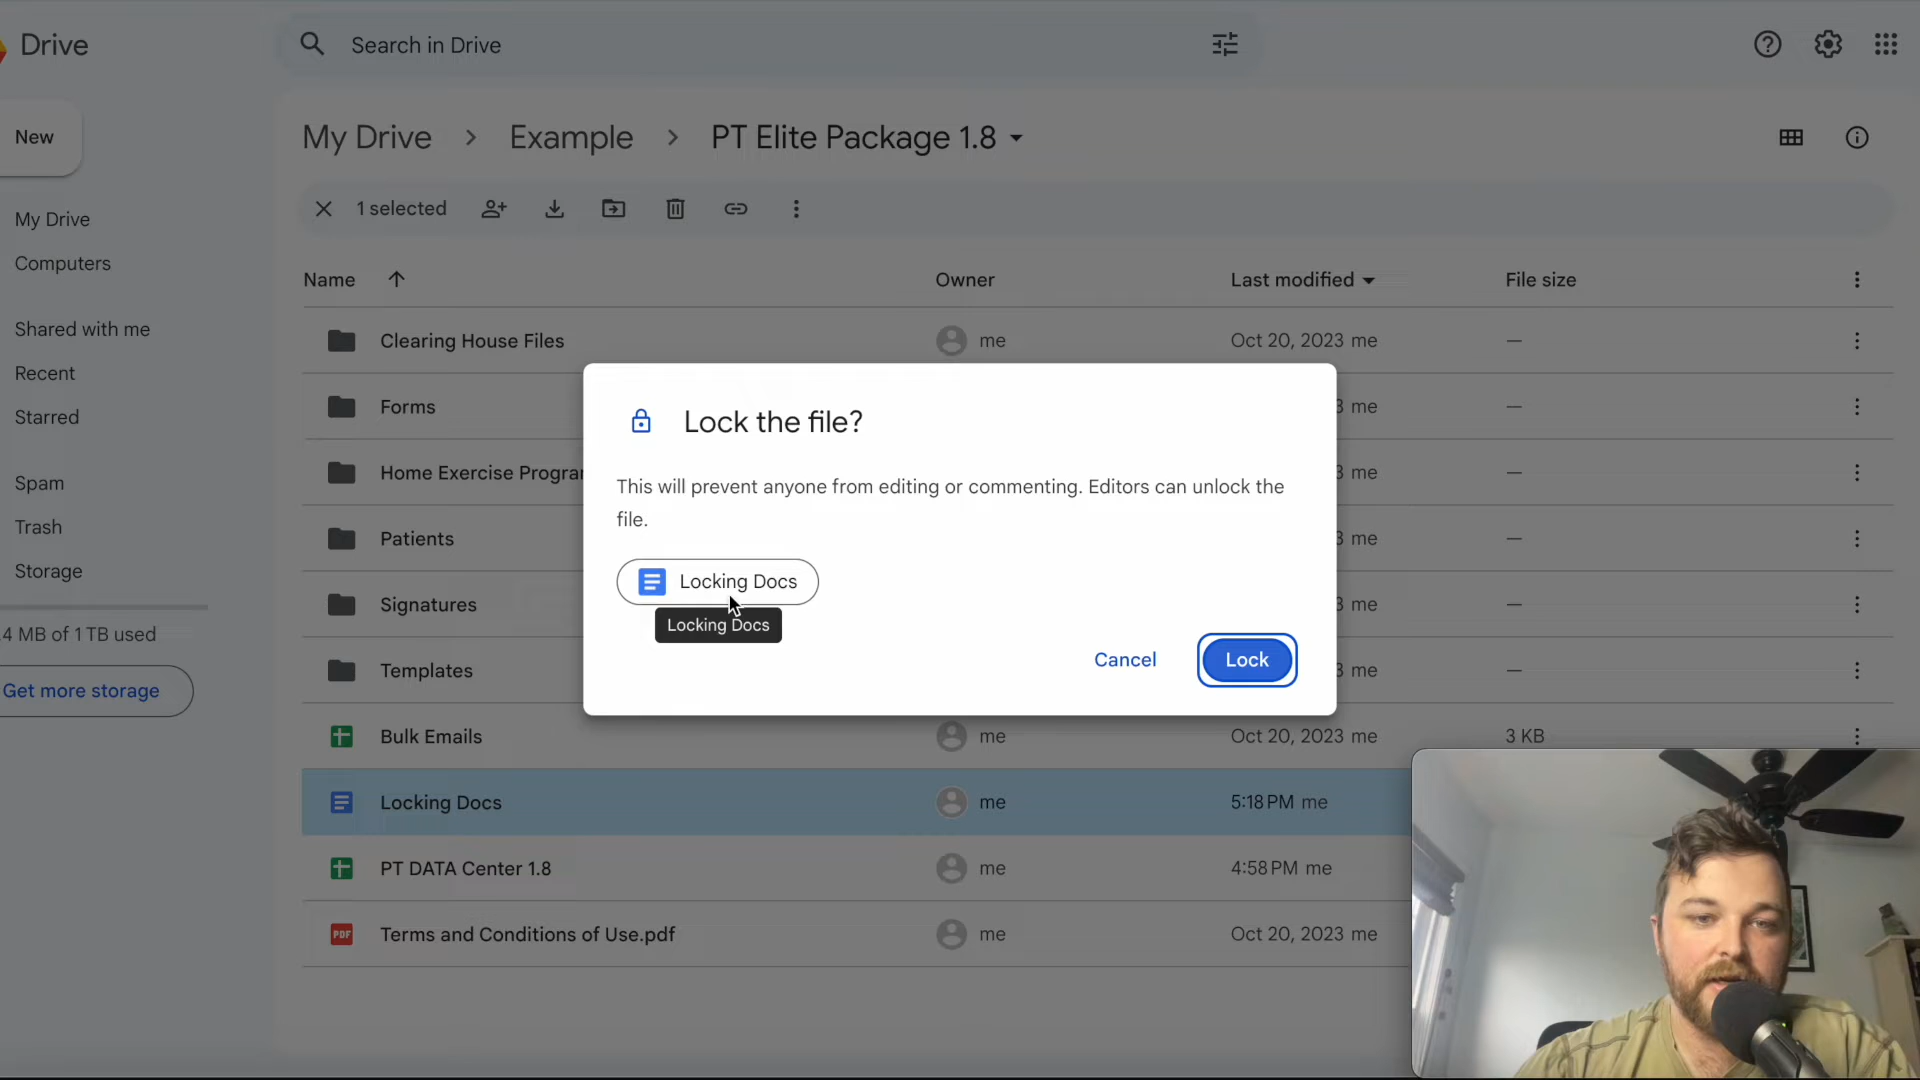 Drive
Search in Drive
New
My Drive
Computers
Shared with me
Recent
Starred
Spam
Trash
Storage
.4 MB of 1 TB used
Get more storage
My Drive > Example > PT Elite Package 1.8
1 selected
Name Owner Last modified File size
Clearing House Files me Oct 20, 2023 me —
Forms 3 me —
Home Exercise Progra 3 me —
Patients 3 me —
Signatures 3 me —
Templates 3 me —
Bulk Emails me Oct 20, 2023 me 3 KB
Locking Docs me 5:18 PM me
PT DATA Center 1.8 me 4:58 PM me
PDF Terms and Conditions of Use.pdf me Oct 20, 2023 me
Lock the file?
This will prevent anyone from editing or commenting. Editors can unlock the
file.
Locking Docs
Locking Docs
Cancel Lock